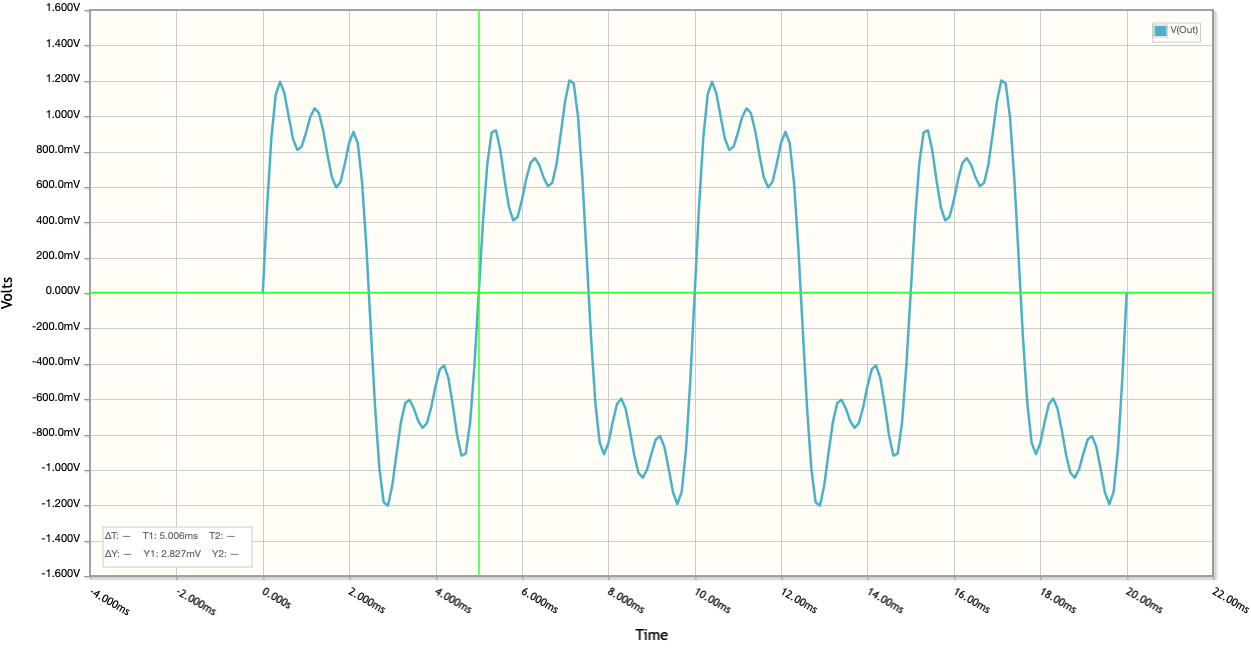 1.600V
1.400V
1.200V
1.000V
800.0mV
600.0mV
400.0mV
200.0mV
0.000V
-200.0mV
-400.0mV
-600.0mV
-800.0mV
-1.000V
-1.200V
-1.400V
-1.600V
Volts
V(Out)
ΔT: — T1: 5.006ms T2: —
ΔY: — Y1: 2.827mV Y2: —
-4.000ms -2.000ms 0.000s 2.000ms 4.000ms 6.000ms 8.000ms 10.00ms 12.00ms 14.00ms 16.00ms 18.00ms 20.00ms 22.00ms
Time